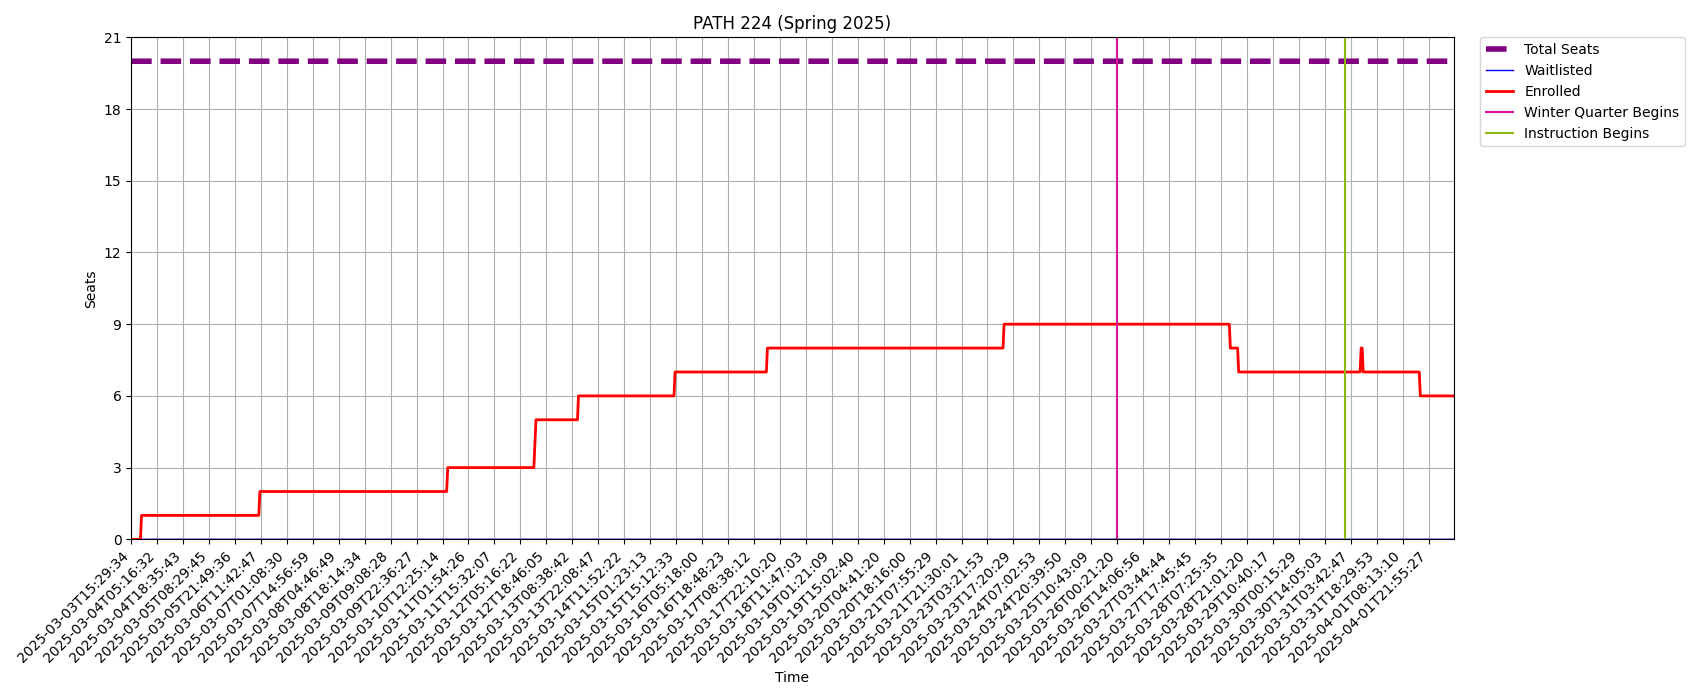 PATH 224 (Spring 2025)
21
18
15
12
9
6
3
0
Seats
Total Seats
Waitlisted
Enrolled
Winter Quarter Begins
Instruction Begins
2025-03-03T15:29:34
2025-03-04T05:16:32
2025-03-04T18:35:43
2025-03-05T08:29:45
2025-03-05T21:49:36
2025-03-06T11:42:47
2025-03-07T01:08:30
2025-03-07T14:56:59
2025-03-08T04:46:49
2025-03-08T18:14:34
2025-03-09T09:08:28
2025-03-09T22:36:27
2025-03-10T12:25:14
2025-03-11T01:54:26
2025-03-11T15:32:07
2025-03-12T05:16:22
2025-03-12T18:46:05
2025-03-13T08:38:42
2025-03-13T22:08:47
2025-03-14T11:52:22
2025-03-15T01:23:13
2025-03-15T15:12:33
2025-03-16T05:18:00
2025-03-16T18:48:23
2025-03-17T08:38:12
2025-03-17T22:10:20
2025-03-18T11:47:03
2025-03-19T01:21:09
2025-03-19T15:02:40
2025-03-20T04:41:20
2025-03-20T18:16:00
2025-03-21T07:55:29
2025-03-21T21:30:01
2025-03-23T03:21:53
2025-03-23T17:20:29
2025-03-24T07:02:53
2025-03-24T20:39:50
2025-03-25T10:43:09
2025-03-26T00:21:20
2025-03-26T14:06:56
2025-03-27T03:44:44
2025-03-27T17:45:45
2025-03-28T07:25:35
2025-03-28T21:01:20
2025-03-29T10:40:17
2025-03-30T00:15:29
2025-03-30T14:05:03
2025-03-31T03:42:47
2025-03-31T18:29:53
2025-04-01T08:13:10
2025-04-01T21:55:27
Time